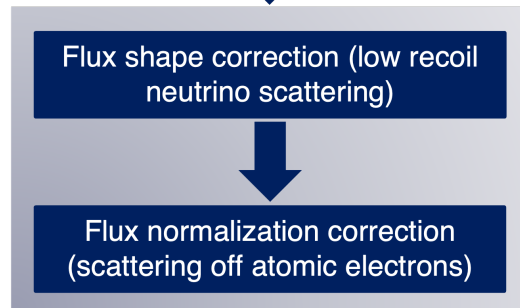 Flux shape correction (low recoil
neutrino scattering)
Flux normalization correction
(scattering off atomic electrons)